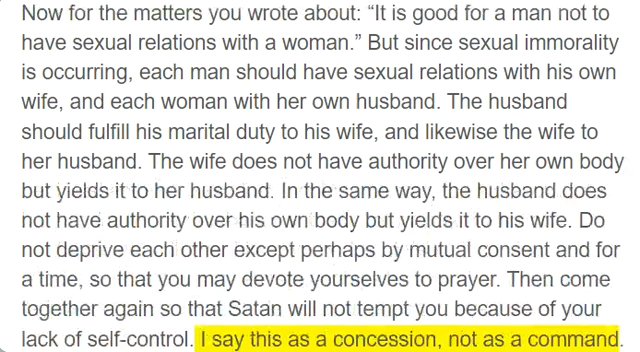 Now for the matters you wrote about: “It is good for a man not to
have sexual relations with a woman.” But since sexual immorality
is occurring, each man should have sexual relations with his own
wife, and each woman with her own husband. The husband
should fulfill his marital duty to his wife, and likewise the wife to
her husband. The wife does not have authority over her own body
but yields it to her husband. In the same way, the husband does
not have authority over his own body but yields it to his wife. Do
not deprive each other except perhaps by mutual consent and for
a time, so that you may devote yourselves to prayer. Then come
together again so that Satan will not tempt you because of your
lack of self-control. I say this as a concession, not as a command.